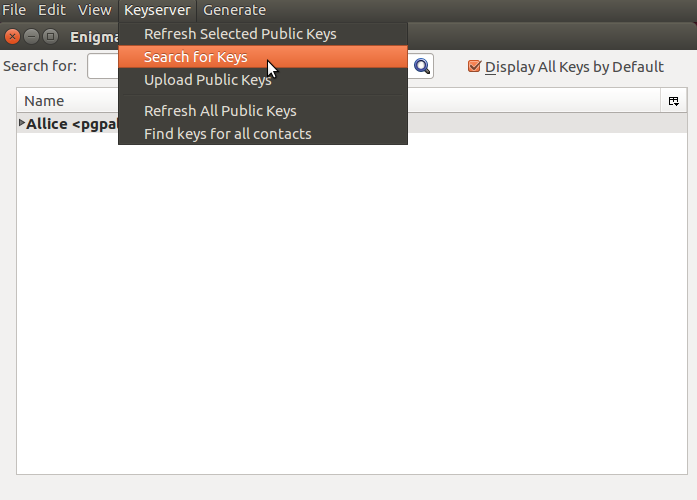 File Edit View Keyserver Generate
Refresh Selected Public Keys
Enigma
Search for Keys
Search for:
Display All Keys by Default
Upload Public Keys
Name
Refresh All Public Keys
Allice <pgpal
Find keys for all contacts